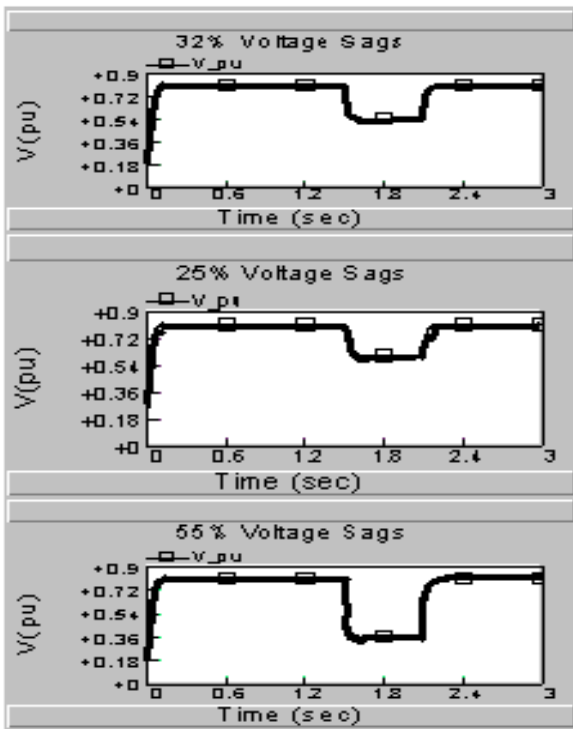 32% Voltage Sags
V_pu
+0.9
+0.72
+0.54
+0.36
+0.18
+0
V(pu)
0 0.6 1.2 1.8 2.4 3
Time (sec)
25% Voltage Sags
V_pu
+0.9
+0.72
+0.54
+0.36
+0.18
+0
V(pu)
0 0.6 1.2 1.8 2.4 3
Time (sec)
55% Voltage Sags
V_pu
+0.9
+0.72
+0.54
+0.36
+0.18
+0
V(pu)
0 0.6 1.2 1.8 2.4 3
Time (sec)